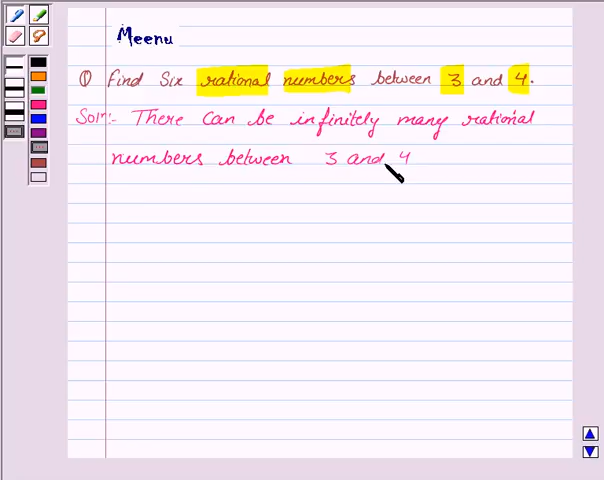 Meenu
Q Find Six rational numbers between 3 and 4.
Soln:- There can be infinitely many rational
numbers between 3 and 4